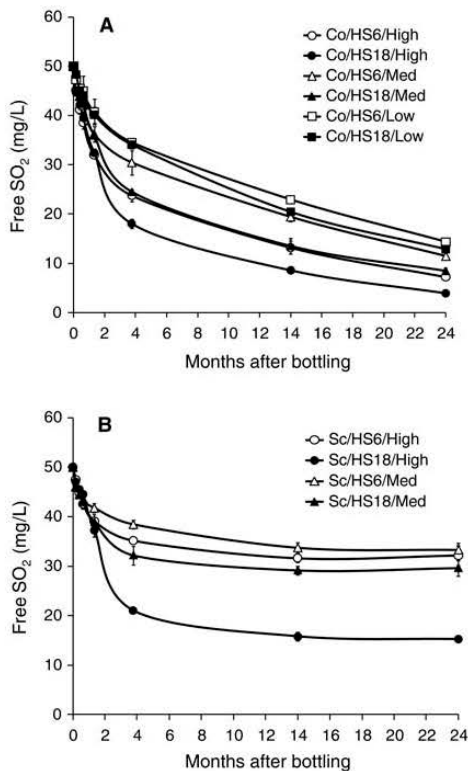 A
60
50
40
30
20
10
0
Free SO₂ (mg/L)
Co/HS6/High
Co/HS18/High
Co/HS6/Med
Co/HS18/Med
Co/HS6/Low
Co/HS18/Low
0 2 4 6 8 10 12 14 16 18 20 22 24
Months after bottling
B
60
50
40
30
20
10
0
Free SO₂ (mg/L)
Sc/HS6/High
Sc/HS18/High
Sc/HS6/Med
Sc/HS18/Med
0 2 4 6 8 10 12 14 16 18 20 22 24
Months after bottling